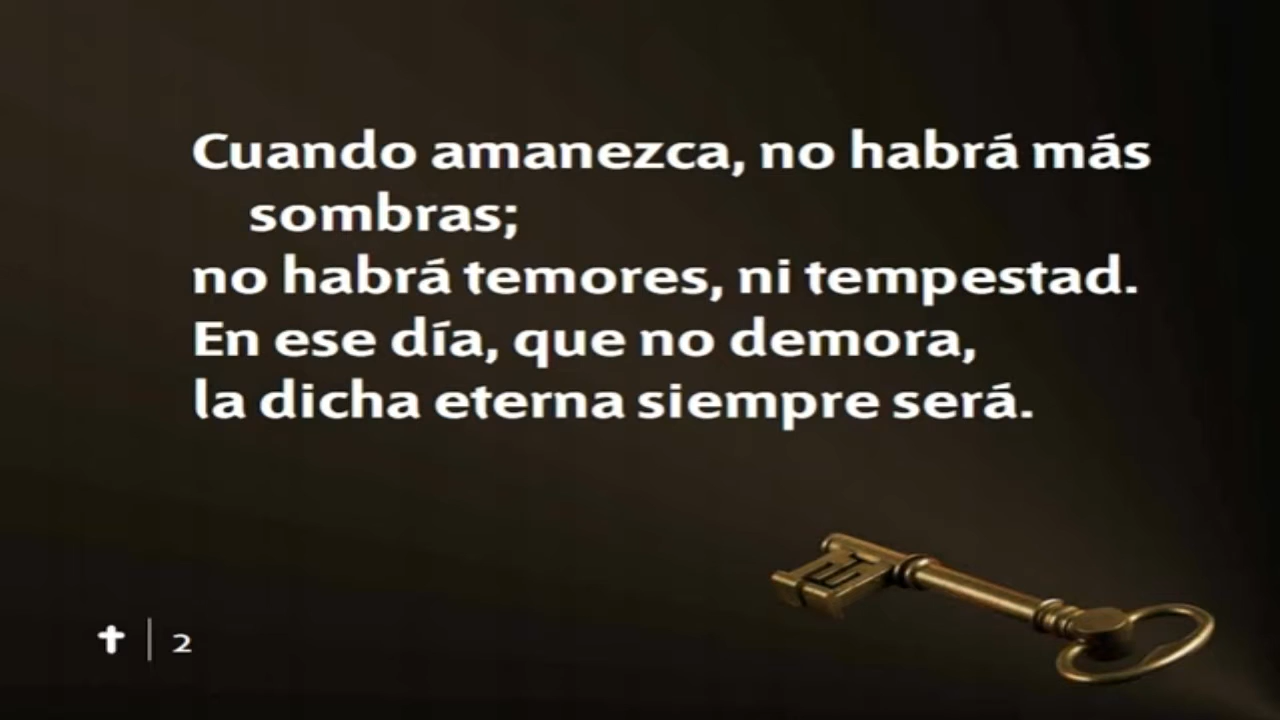 Cuando amanezca, no habrá más
sombras;
no habrá temores, ni tempestad.
En ese día, que no demora,
la dicha eterna siempre será.
2